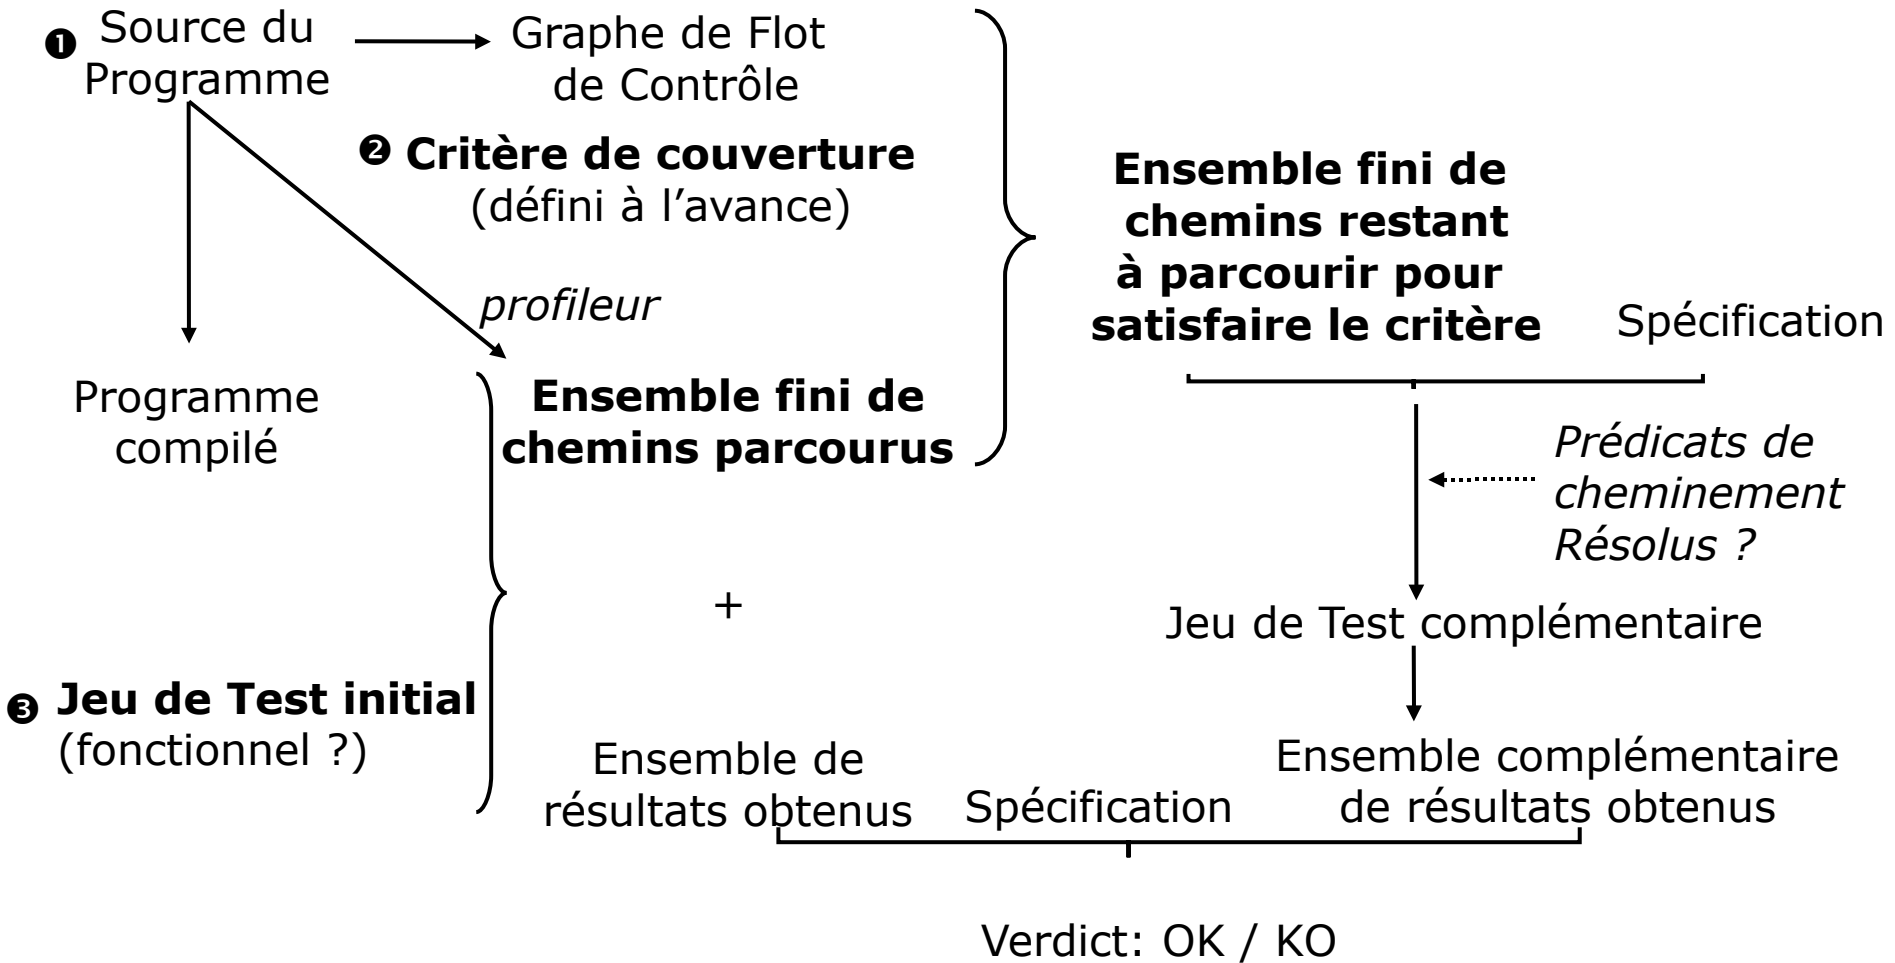 ❶ Source du
Programme
Graphe de Flot
de Contrôle
❷ Critère de couverture
(défini à l’avance)
profileur
Programme
compilé
Ensemble fini de
chemins parcourus
+
❸ Jeu de Test initial
(fonctionnel ?)
Ensemble de
résultats obtenus
Ensemble fini de
chemins restant
à parcourir pour
satisfaire le critère
Spécification
Prédicats de
cheminement
Résolus ?
Jeu de Test complémentaire
Ensemble complémentaire
de résultats obtenus
Spécification
Verdict: OK / KO